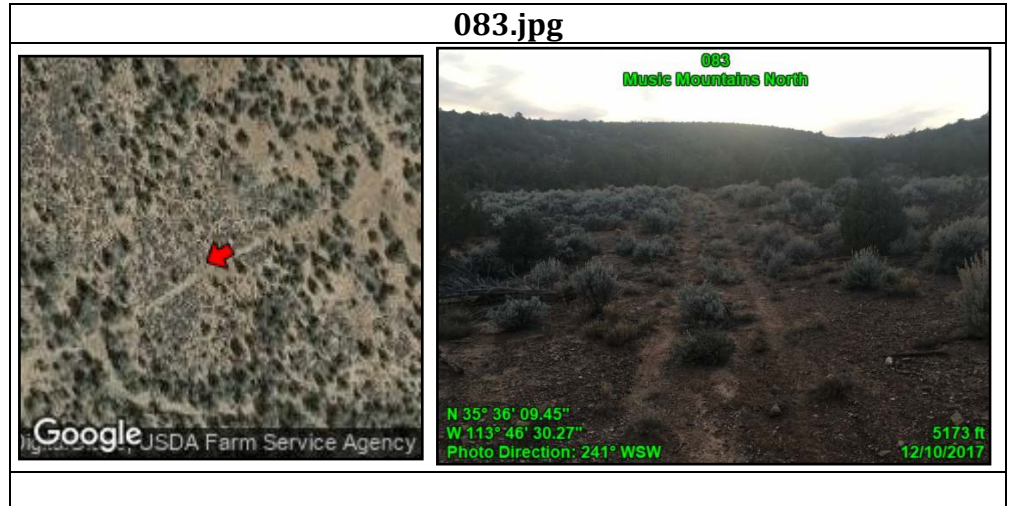 083.jpg
Google
USDA Farm Service Agency
083
Music Mountains North
N 35° 36' 09.45"
W 113° 46' 30.27"
Photo Direction: 241° WSW
5173 ft
12/10/2017